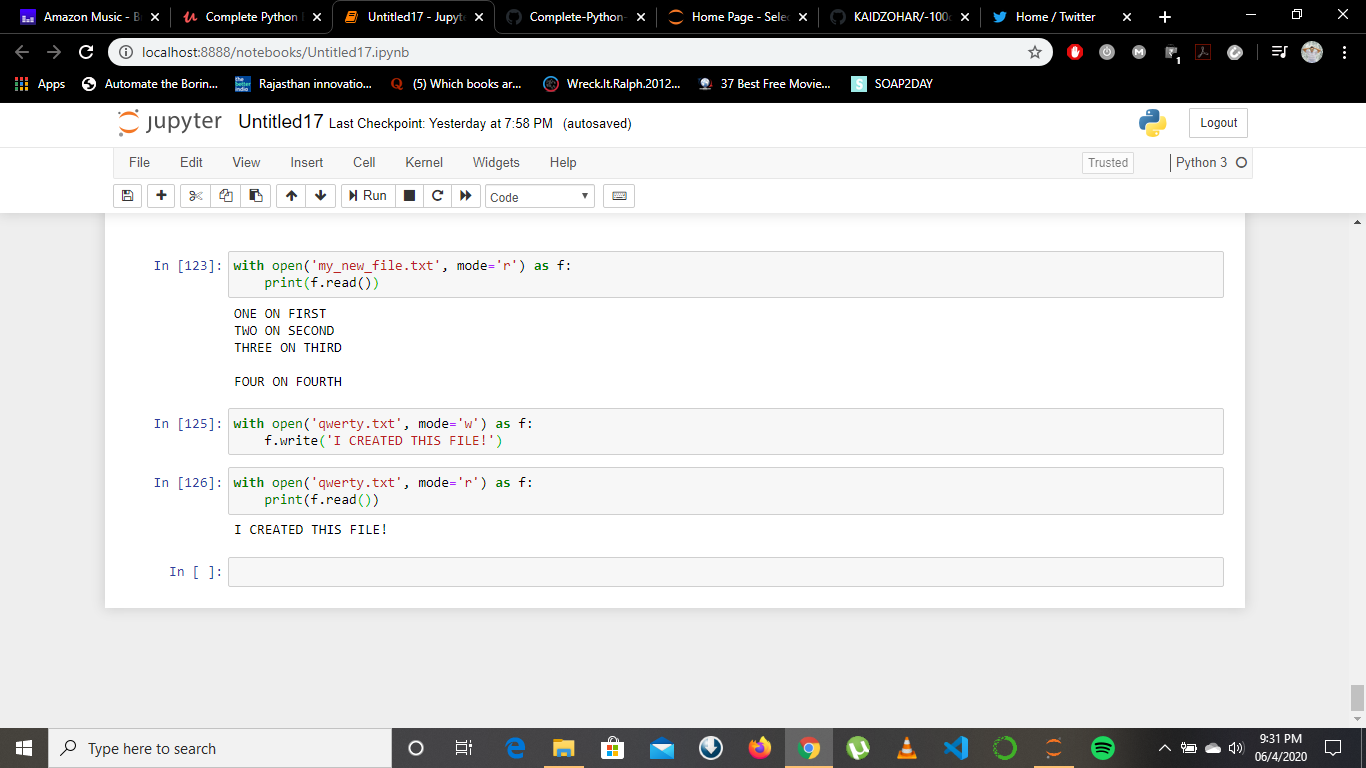 Amazon Music - B
Complete Python
Untitled17 - Jupyte
Complete-Python-
Home Page - Selec
KAIDZOHAR/-100
Home / Twitter
localhost:8888/notebooks/Untitled17.ipynb
1
Apps
Automate the Borin...
the better india
Rajasthan innovatio...
(5) Which books ar...
Wreck.It.Ralph.2012...
37 Best Free Movie...
S
SOAP2DAY
jupyter Untitled17 Last Checkpoint: Yesterday at 7:58 PM (autosaved)
Logout
File Edit View Insert Cell Kernel Widgets Help
Trusted
Python 3
Run
Code
In [123]: with open('my_new_file.txt', mode='r') as f:
    print(f.read())
ONE ON FIRST
TWO ON SECOND
THREE ON THIRD
FOUR ON FOURTH
In [125]: with open('qwerty.txt', mode='w') as f:
    f.write('I CREATED THIS FILE!')
In [126]: with open('qwerty.txt', mode='r') as f:
    print(f.read())
I CREATED THIS FILE!
In [ ]:
Type here to search
9:31 PM
06/4/2020